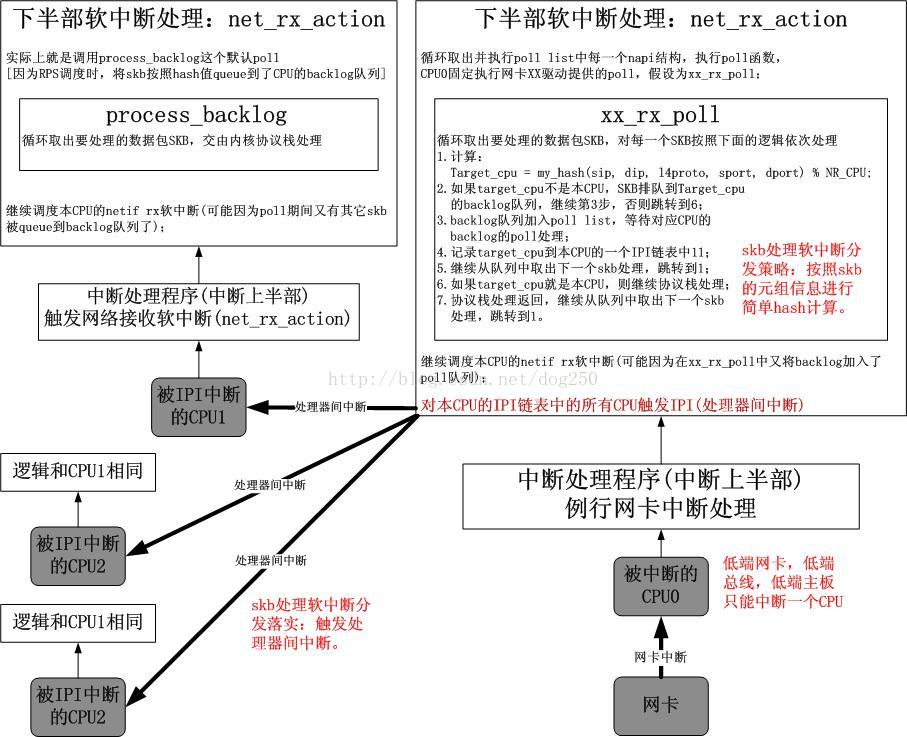 下半部软中断处理：net_rx_action
实际上就是调用process_backlog这个默认poll
[因为RPS调度时，将skb按照hash值queue到了CPU的backlog队列]
process_backlog
循环取出要处理的数据包SKB，交由内核协议栈处理
继续调度本CPU的netif rx软中断(可能因为poll期间又有其它skb
被queue到backlog队列了);
中断处理程序(中断上半部)
触发网络接收软中断(net_rx_action)
被IPI中断
的CPU1
处理器间中断
逻辑和CPU1相同
被IPI中断
的CPU2
处理器间中断
逻辑和CPU1相同
被IPI中断
的CPU2
处理器间中断
skb处理软中断分
发落实：触发处
理器间中断。
下半部软中断处理：net_rx_action
循环取出并执行poll list中每一个napi结构，执行poll函数，
CPU0固定执行网卡XX驱动提供的poll，假设为xx_rx_poll;
xx_rx_poll
循环取出要处理的数据包SKB，对每一个SKB按照下面的逻辑依次处理
1.计算：
Target_cpu = my_hash(sip, dip, l4proto, sport, dport) % NR_CPU;
2.如果target_cpu不是本CPU，SKB排队到Target_cpu
的backlog队列，继续第3步，否则跳转到6;
3.backlog队列加入poll list，等待对应CPU的
backlog的poll处理;
4.记录target_cpu到本CPU的一个IPI链表中ll;
5.继续从队列中取出下一个skb处理，跳转到1;
6.如果target_cpu就是本CPU，则继续协议栈处理;
7.协议栈处理返回，继续从队列中取出下一个skb
处理，跳转到1。
skb处理软中断分
发策略：按照skb
的元组信息进行
简单hash计算。
继续调度本CPU的netif rx软中断(可能因为在xx_rx_poll中又将backlog加入了
poll队列);
对本CPU的IPI链表中的所有CPU触发IPI(处理器间中断)
中断处理程序(中断上半部)
例行网卡中断处理
被中断的
CPU0
低端网卡，低端
总线，低端主板
只能中断一个CPU
网卡中断
网卡
http://blog.csdn.net/dog250